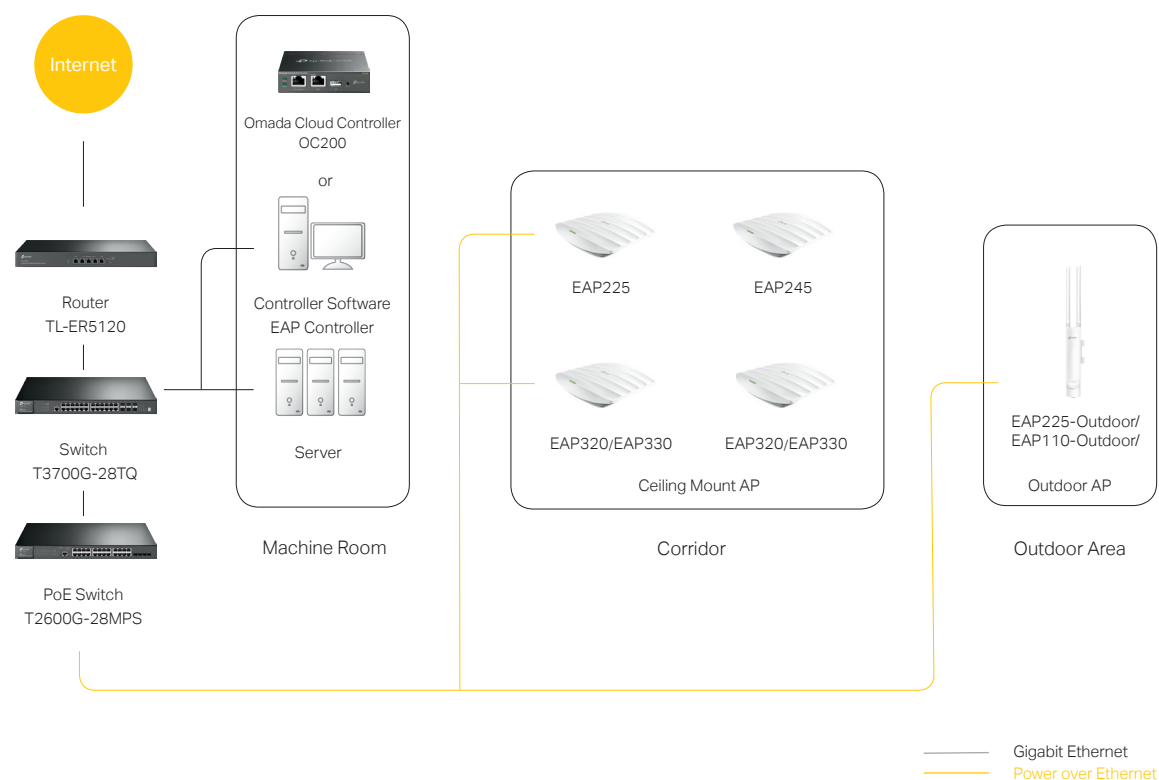 Internet
Router
TL-ER5120
Switch
T3700G-28TQ
PoE Switch
T2600G-28MPS
Omada Cloud Controller
OC200
or
Controller Software
EAP Controller
Server
Machine Room
EAP225
EAP245
EAP320/EAP330
EAP320/EAP330
Ceiling Mount AP
Corridor
EAP225-Outdoor/
EAP110-Outdoor/
Outdoor AP
Outdoor Area
Gigabit Ethernet
Power over Ethernet